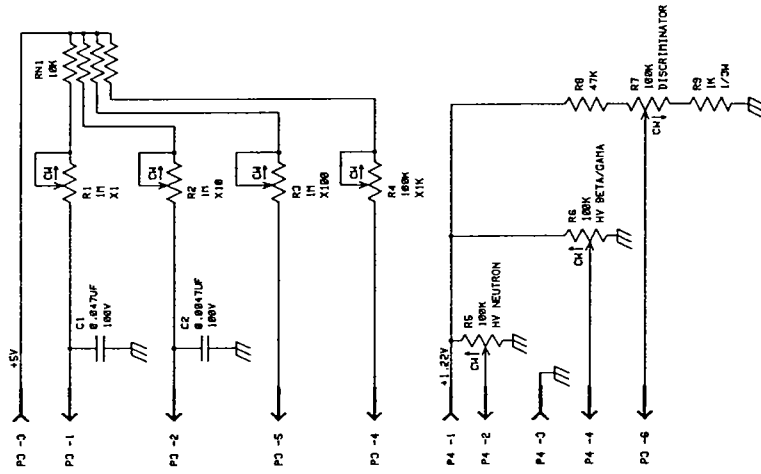 +5V
P3 -3
RN1
10K
P3 -1
C1
0.047UF
100V
CW
R1
1M
X1
P3 -2
C2
0.0047UF
100V
CW
R2
1M
X10
P3 -5
CW
R3
1M
X100
P3 -4
CW
R4
100K
X1K
+1.22V
P4 -1
P4 -2
CW
R5
100K
HV NEUTRON
P4 -3
P4 -4
CW
R6
100K
HV BETA/GAMA
P3 -6
R8
47K
CW
R7
100K
DISCRIMINATOR
R9
1K
1/3W